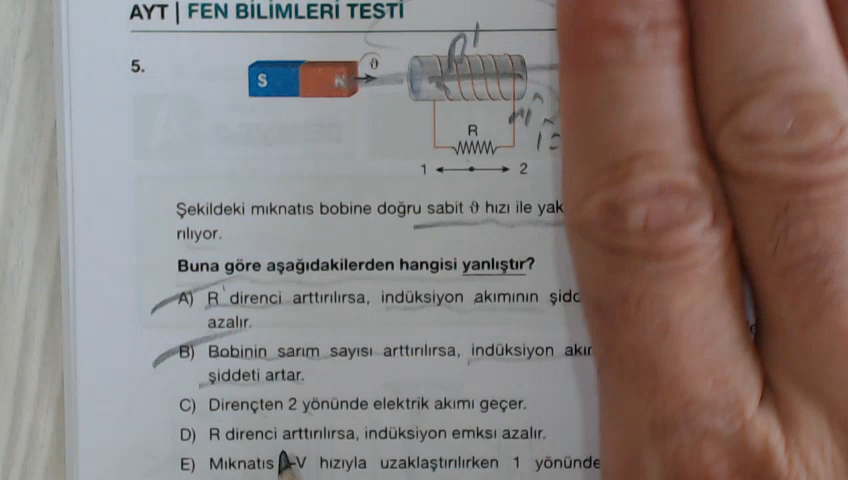 AYT | FEN BİLİMLERİ TESTİ
5.
S N ϑ
R
1 2
Şekildeki mıknatıs bobine doğru sabit ϑ hızı ile yak
rılıyor.
Buna göre aşağıdakilerden hangisi yanlıştır?
A) R direnci arttırılırsa, indüksiyon akımının şidd
azalır.
B) Bobinin sarım sayısı arttırılırsa, indüksiyon akım
şiddeti artar.
C) Dirençten 2 yönünde elektrik akımı geçer.
D) R direnci arttırılırsa, indüksiyon emksı azalır.
E) Mıknatıs -V hızıyla uzaklaştırılırken 1 yönünde